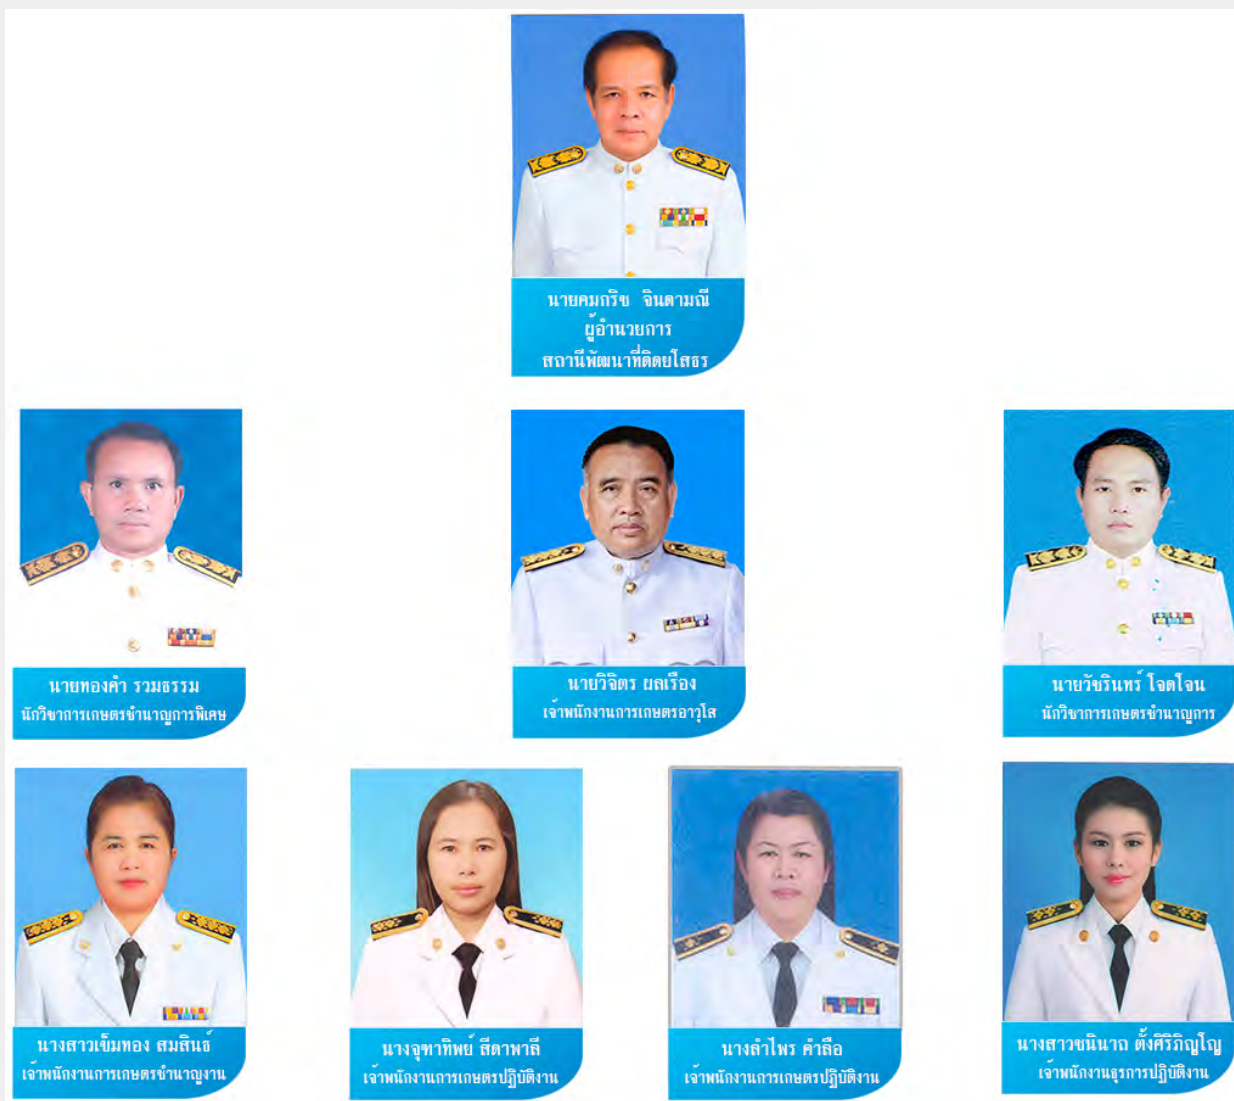 นายคมกริช จินดามณี
ผู้อำนวยการ
สถานีพัฒนาที่ดิดยโสธร
นายทองคำ รวมธรรม
นักวิชาการเกษตรชำนาญการพิเศษ
นายวิจิตร ผลเรือง
เจ้าพนักงานการเกษตรอาวุโส
นายวัชรินทร์ โจดโจน
นักวิชาการเกษตรชำนาญการ
นางสาวเข็มทอง สมสินธ์
เจ้าพนักงานการเกษตรชำนาญงาน
นางจุฑาทิพย์ สีดาพาลี
เจ้าพนักงานการเกษตรปฏิบัติงาน
นางลำไพร คำลือ
เจ้าพนักงานการเกษตรปฏิบัติงาน
นางสาวชนินาถ ตั้งศิริภิญโญ
เจ้าพนักงานธุรการปฏิบัติงาน